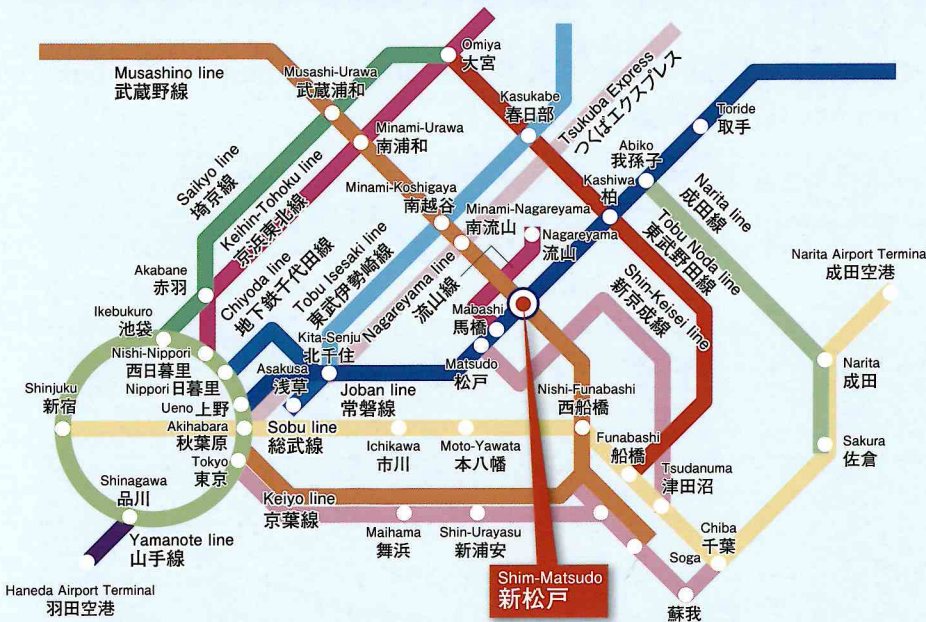 Musashino line
武蔵野線
Musashi-Urawa
武蔵浦和
Omiya
大宮
Minami-Urawa
南浦和
Kasukabe
春日部
Tsukuba Express
つくばエクスプレス
Toride
取手
Abiko
我孫子
Kashiwa
柏
Saikyo line
埼京線
Keihin-Tohoku line
京浜東北線
Minami-Koshigaya
南越谷
Minami-Nagareyama
南流山
Nagareyama
流山
Narita line
成田線
Tobu Noda line
東武野田線
Shin-Keisei line
新京成線
Narita Airport Terminal
成田空港
Chiyoda line
地下鉄千代田線
Tobu Isesaki line
東武伊勢崎線
Nagareyama line
流山線
Akabane
赤羽
Ikebukuro
池袋
Nishi-Nippori
西日暮里
Nippori 日暮里
Kita-Senju
北千住
Mabashi
馬橋
Matsudo
松戸
Asakusa
浅草
Joban line
常磐線
Shinjuku
新宿
Ueno 上野
Akihabara
秋葉原
Tokyo
東京
Sobu line
総武線
Ichikawa
市川
Moto-Yawata
本八幡
Nishi-Funabashi
西船橋
Funabashi
船橋
Tsudanuma
津田沼
Narita
成田
Sakura
佐倉
Shinagawa
品川
Yamanote line
山手線
Keiyo line
京葉線
Maihama
舞浜
Shin-Urayasu
新浦安
Chiba
千葉
Soga
蘇我
Haneda Airport Terminal
羽田空港
Shim-Matsudo
新松戸